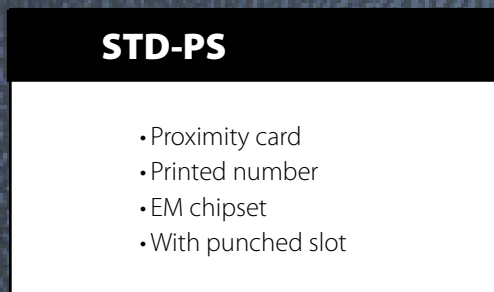 STD-PS
• Proximity card
• Printed number
• EM chipset
• With punched slot